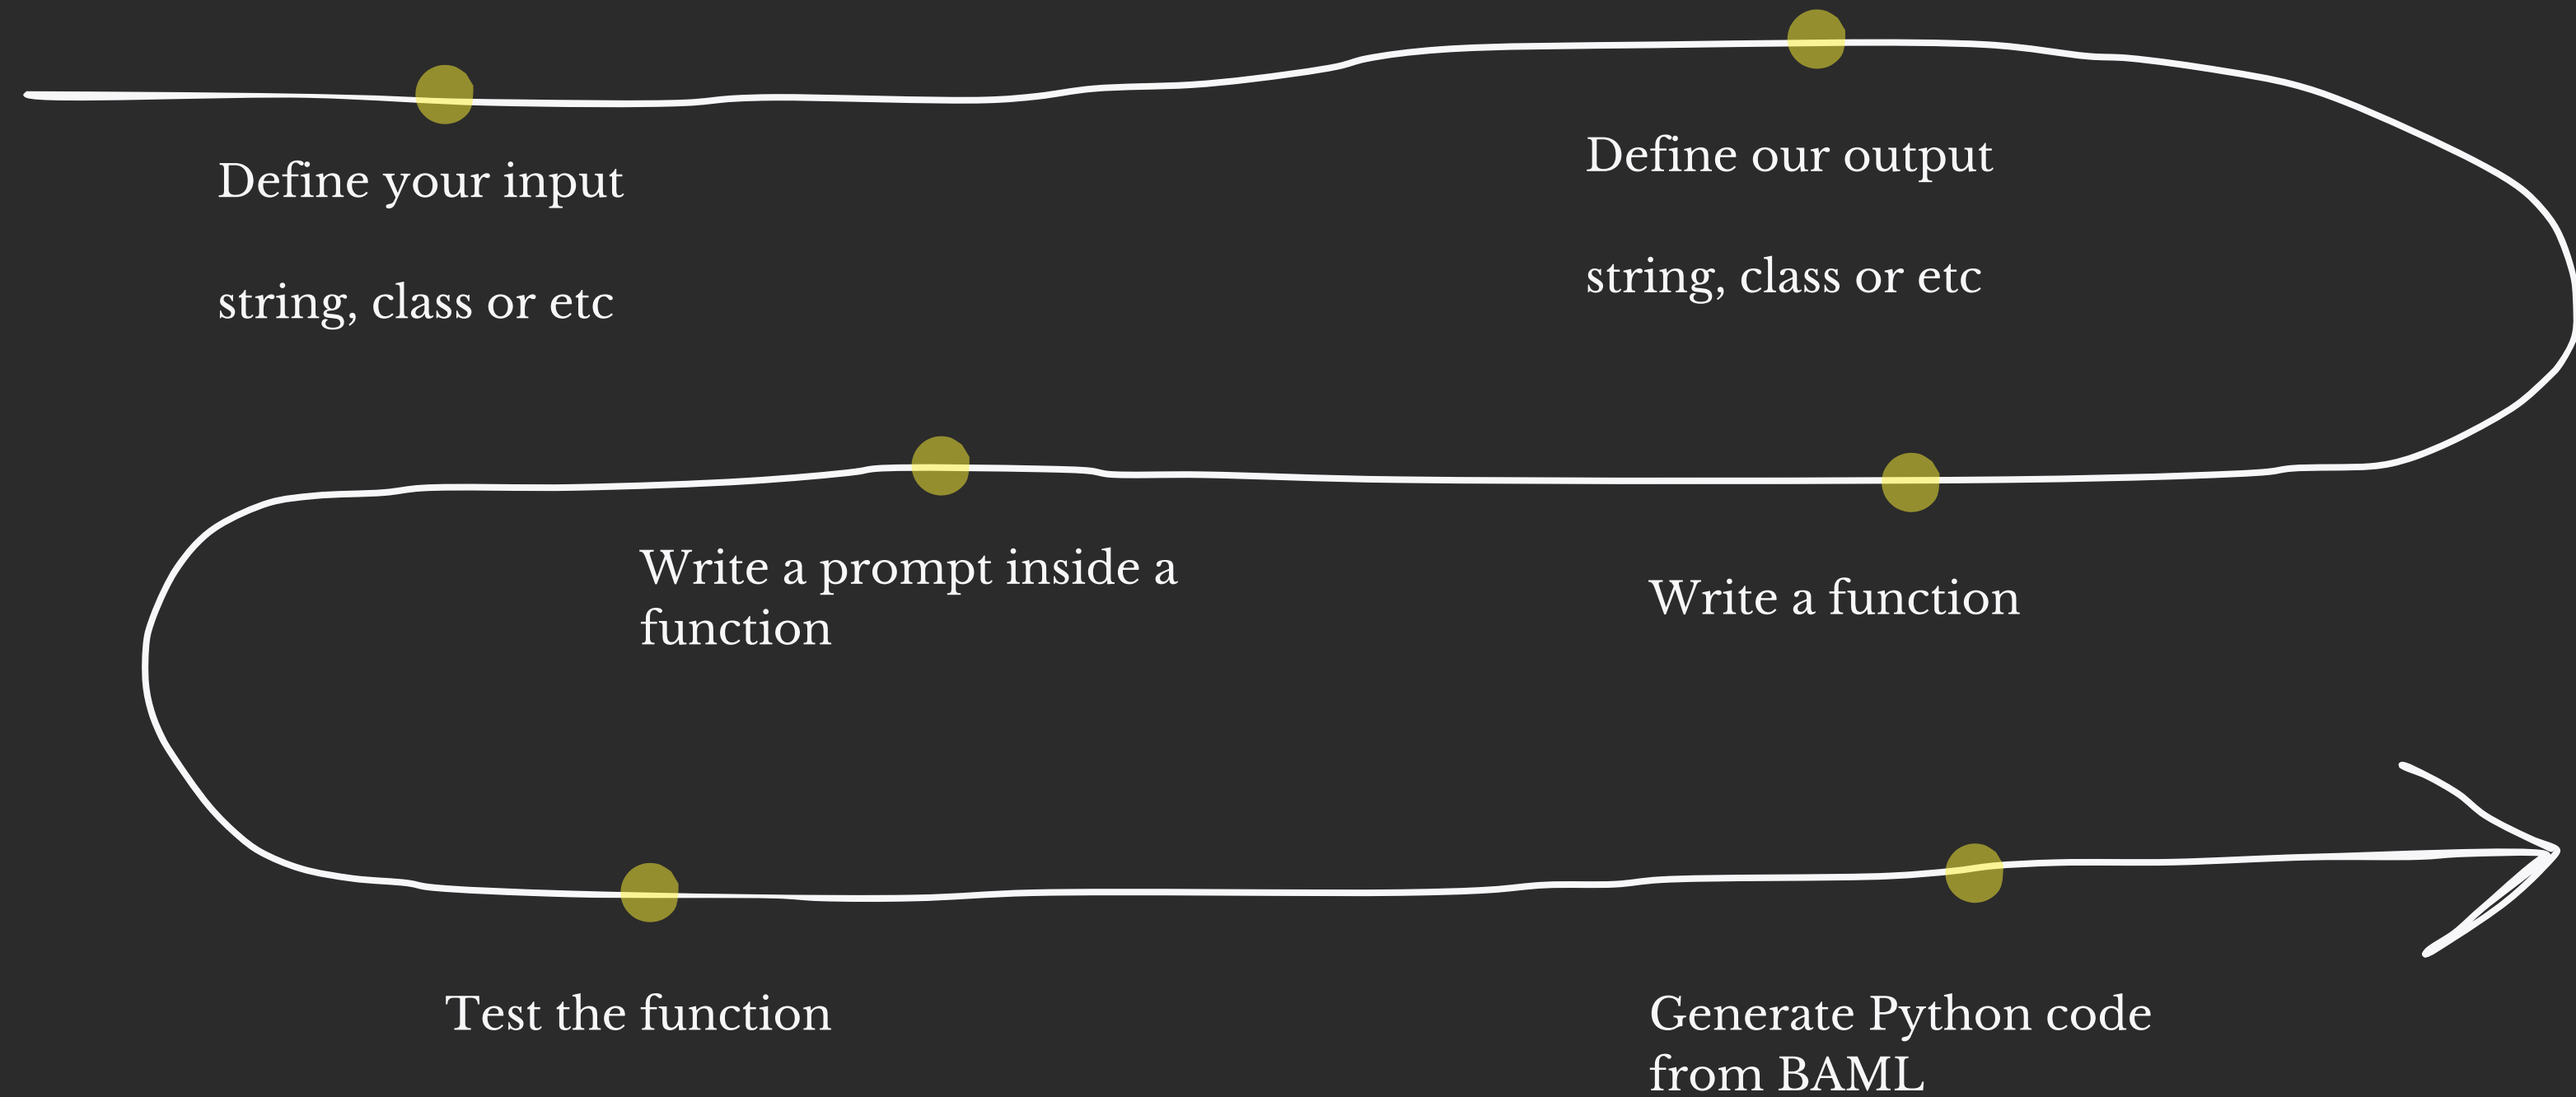 Define your input
string, class or etc
Define our output
string, class or etc
Write a function
Write a prompt inside a
function
Test the function
Generate Python code
from BAML